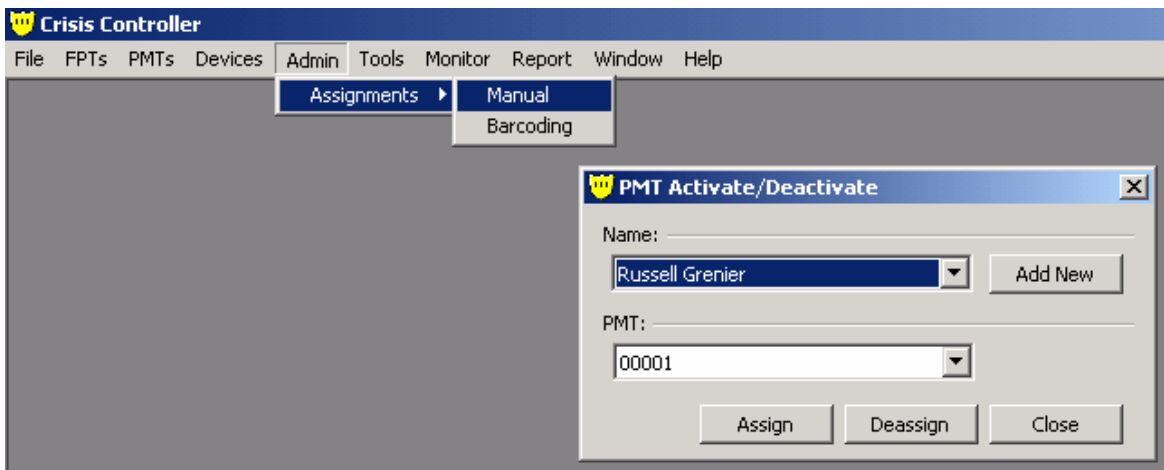 Crisis Controller
File FPTs PMTs Devices Admin Tools Monitor Report Window Help
Assignments Manual
Barcoding
PMT Activate/Deactivate
Name:
Russell Grenier Add New
PMT:
00001
Assign Deassign Close